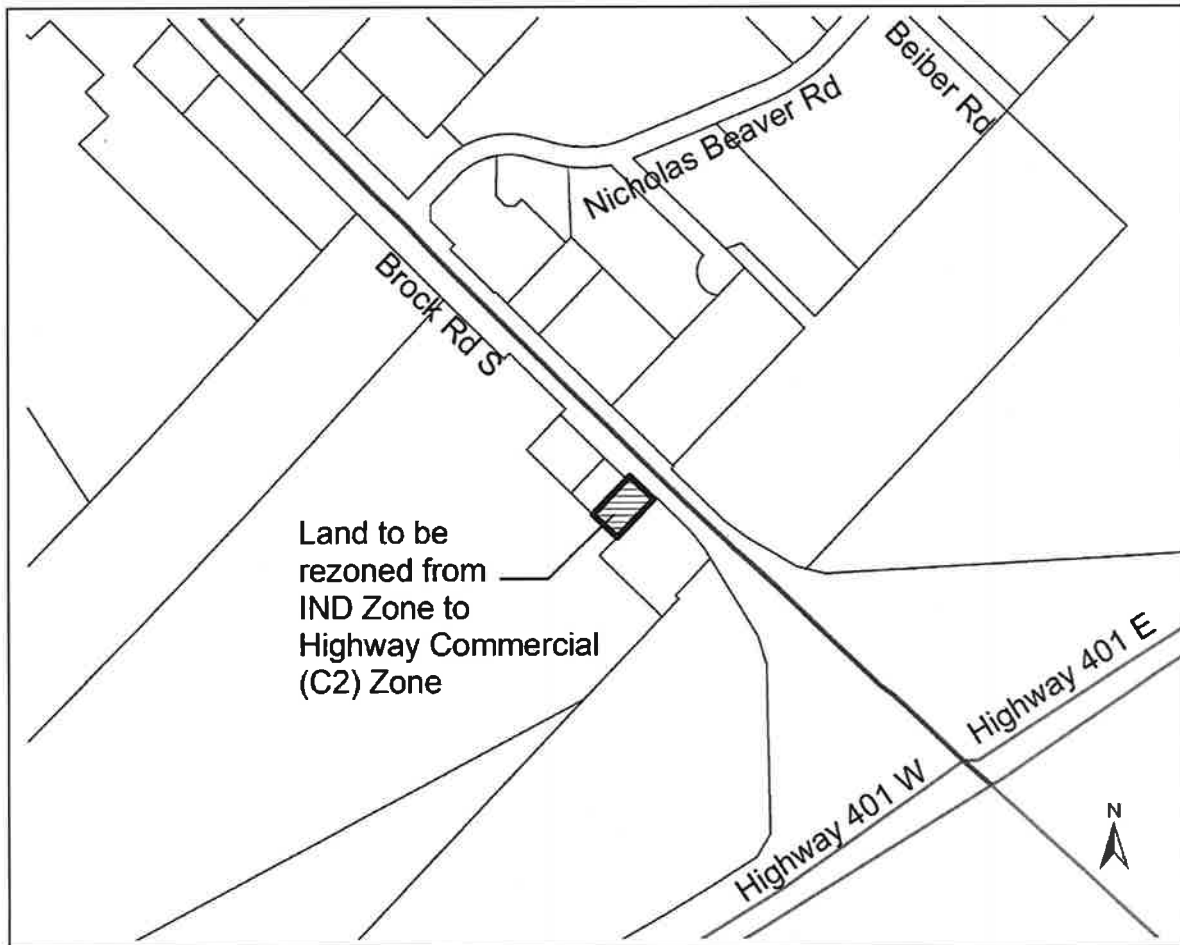 Beiber Rd
Nicholas Beaver Rd
Brock Rd S
Land to be
rezoned from
IND Zone to
Highway Commercial
(C2) Zone
Highway 401 E
Highway 401 W
N